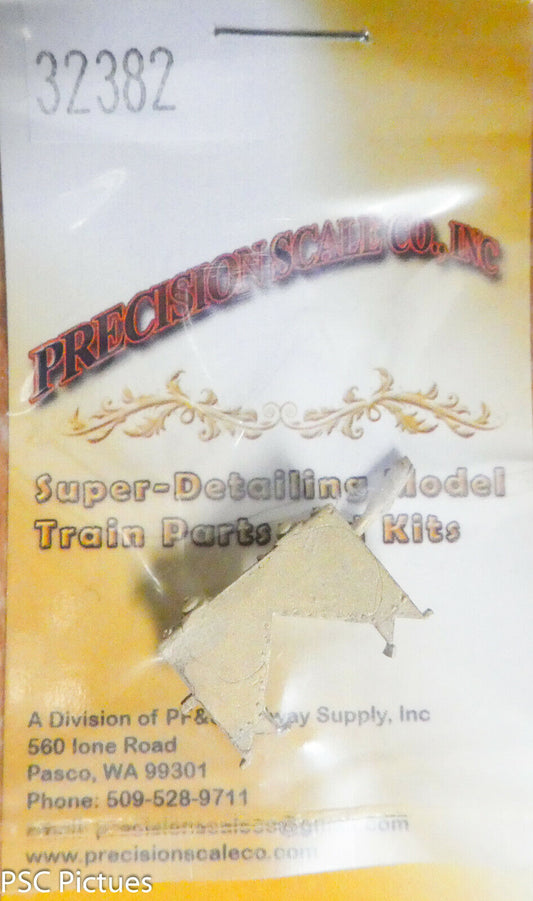 32382
PRECISION SCALE CO., INC
Super-Detailing Model
Train Parts Kits
A Division of Supply, Inc
560 Ione Road
Pasco, WA 99301
Phone: 509-528-9711
www.precisionscaleco.com
PSC Pictues